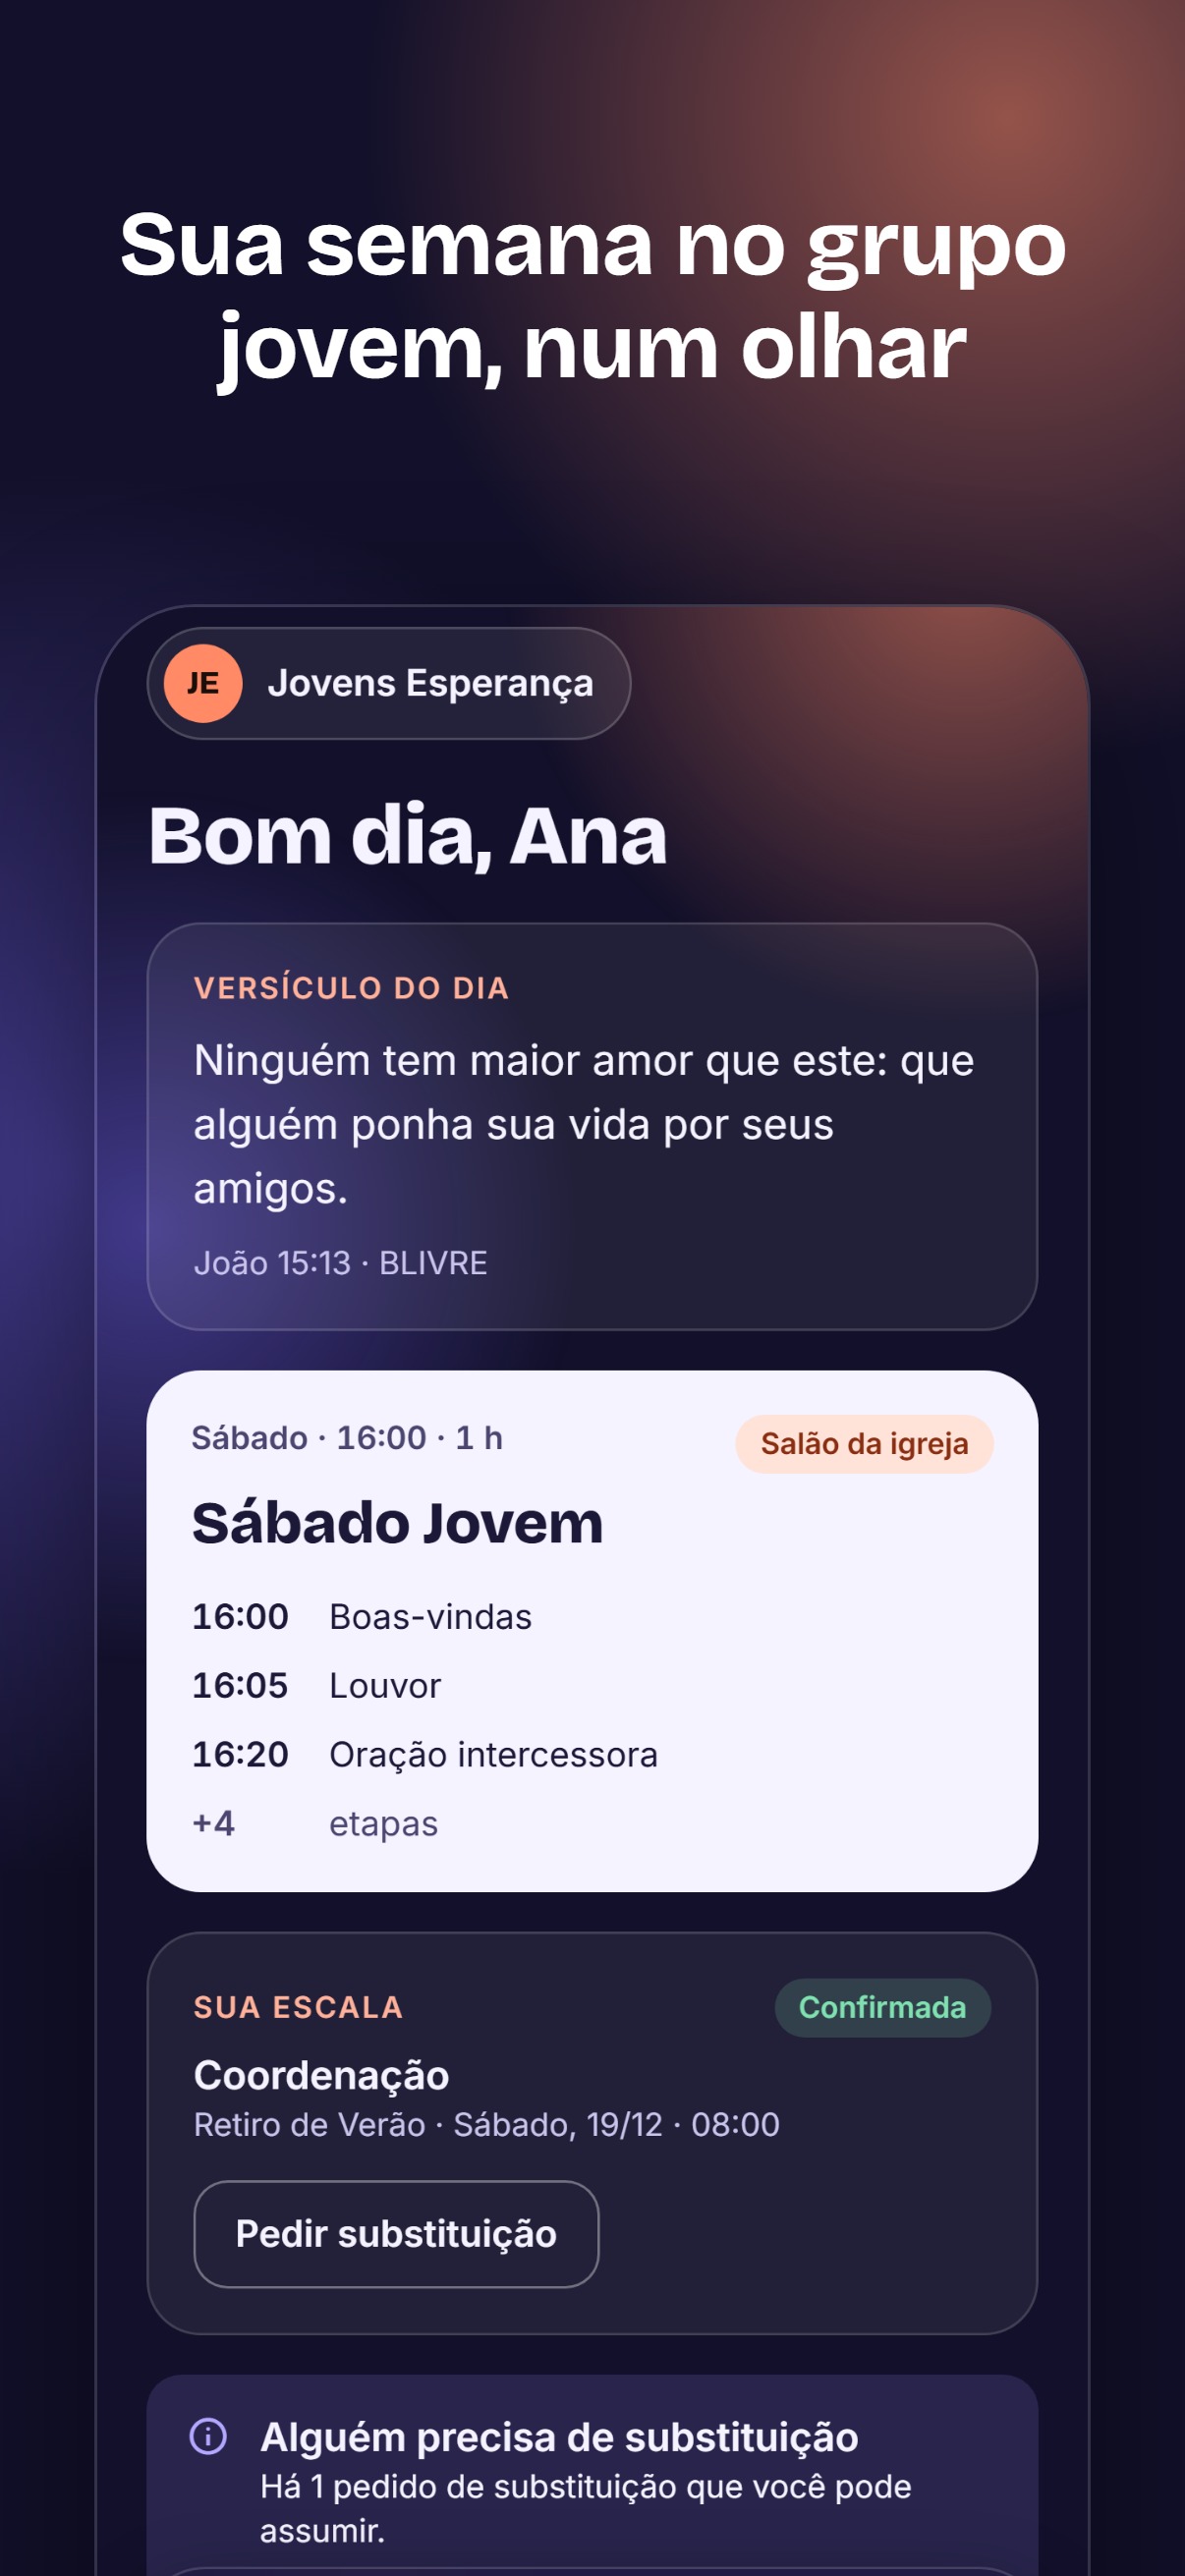 Sua semana no grupo
jovem, num olhar
JE
Jovens Esperança
Bom dia, Ana
VERSÍCULO DO DIA
Ninguém tem maior amor que este: que
alguém ponha sua vida por seus
amigos.
João 15:13 · BLIVRE
Sábado · 16:00 · 1 h
Salão da igreja
Sábado Jovem
16:00 Boas-vindas
16:05 Louvor
16:20 Oração intercessora
+4 etapas
SUA ESCALA
Confirmada
Coordenação
Retiro de Verão · Sábado, 19/12 · 08:00
Pedir substituição
Alguém precisa de substituição
Há 1 pedido de substituição que você pode
assumir.